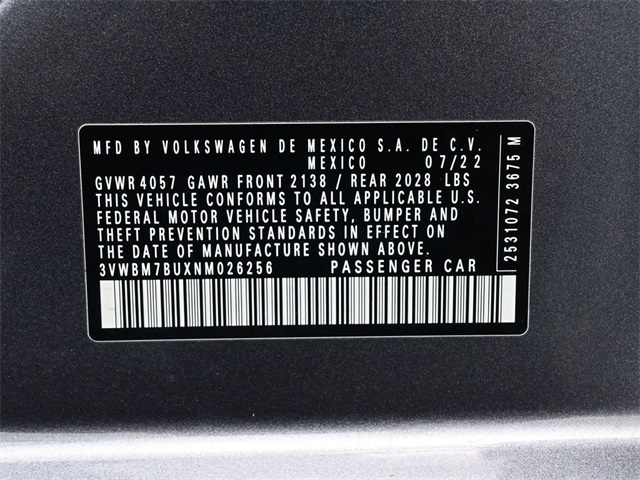 MFD BY VOLKSWAGEN DE MEXICO S.A. DE C.V.
MEXICO 07/22
GVWR 4057 GAWR FRONT 2138 / REAR 2028 LBS
THIS VEHICLE CONFORMS TO ALL APPLICABLE U.S.
FEDERAL MOTOR VEHICLE SAFETY, BUMPER AND
THEFT PREVENTION STANDARDS IN EFFECT ON
THE DATE OF MANUFACTURE SHOWN ABOVE.
3VWBM7BUXNM026256 PASSENGER CAR
2531072 3675 M